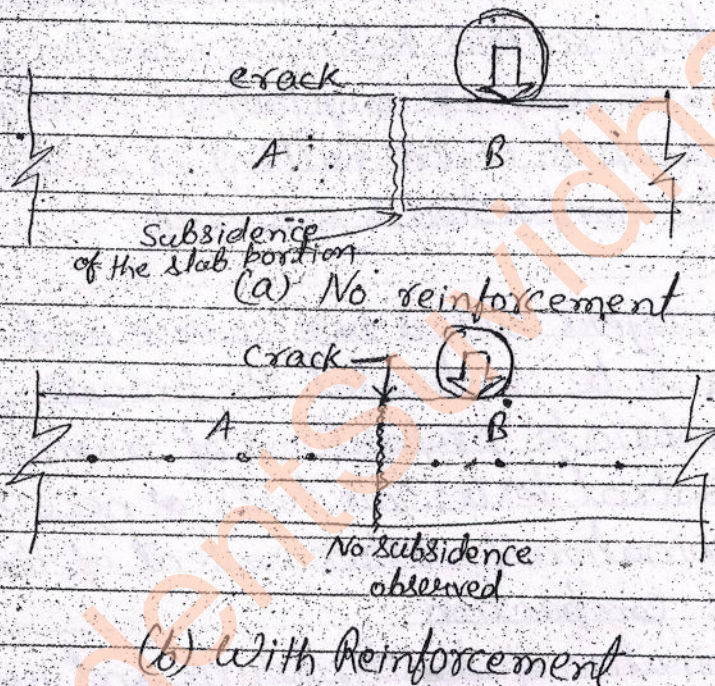 crack
A
B
Subsidence
of the slab portion
(a) No reinforcement
Crack
A
B
No subsidence
observed
(b) With Reinforcement